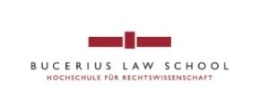 BUCERIUS LAW SCHOOL
HOCHSCHULE FÜR RECHTSWISSENSCHAFT